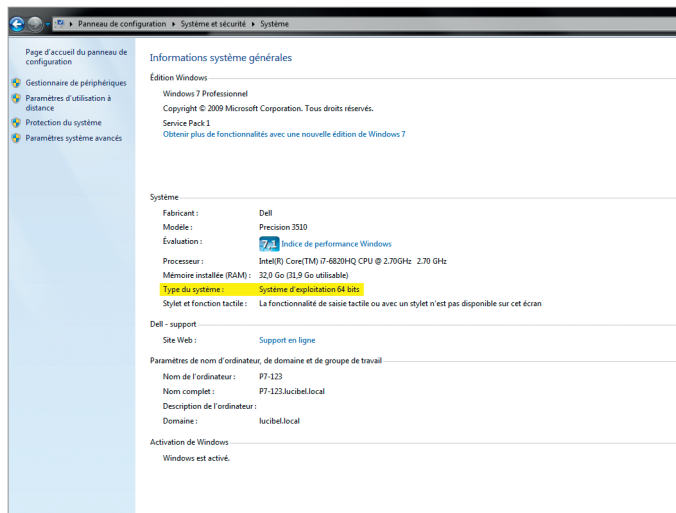 Panneau de configuration ▸ Système et sécurité ▸ Système
Page d'accueil du panneau de
configuration
Gestionnaire de périphériques
Paramètres d'utilisation à
distance
Protection du système
Paramètres système avancés
Informations système générales
Édition Windows
Windows 7 Professionnel
Copyright © 2009 Microsoft Corporation. Tous droits réservés.
Service Pack 1
Obtenir plus de fonctionnalités avec une nouvelle édition de Windows 7
Système
Fabricant : Dell
Modèle : Precision 3510
Évaluation : 7,1 Indice de performance Windows
Processeur : Intel(R) Core(TM) i7-6820HQ CPU @ 2.70GHz 2.70 GHz
Mémoire installée (RAM) : 32,0 Go (31,9 Go utilisable)
Type du système : Système d'exploitation 64 bits
Stylet et fonction tactile : La fonctionnalité de saisie tactile ou avec un stylet n'est pas disponible sur cet écran
Dell - support
Site Web : Support en ligne
Paramètres de nom d'ordinateur, de domaine et de groupe de travail
Nom de l'ordinateur : P7-123
Nom complet : P7-123.lucibel.local
Description de l'ordinateur :
Domaine : lucibel.local
Activation de Windows
Windows est activé.